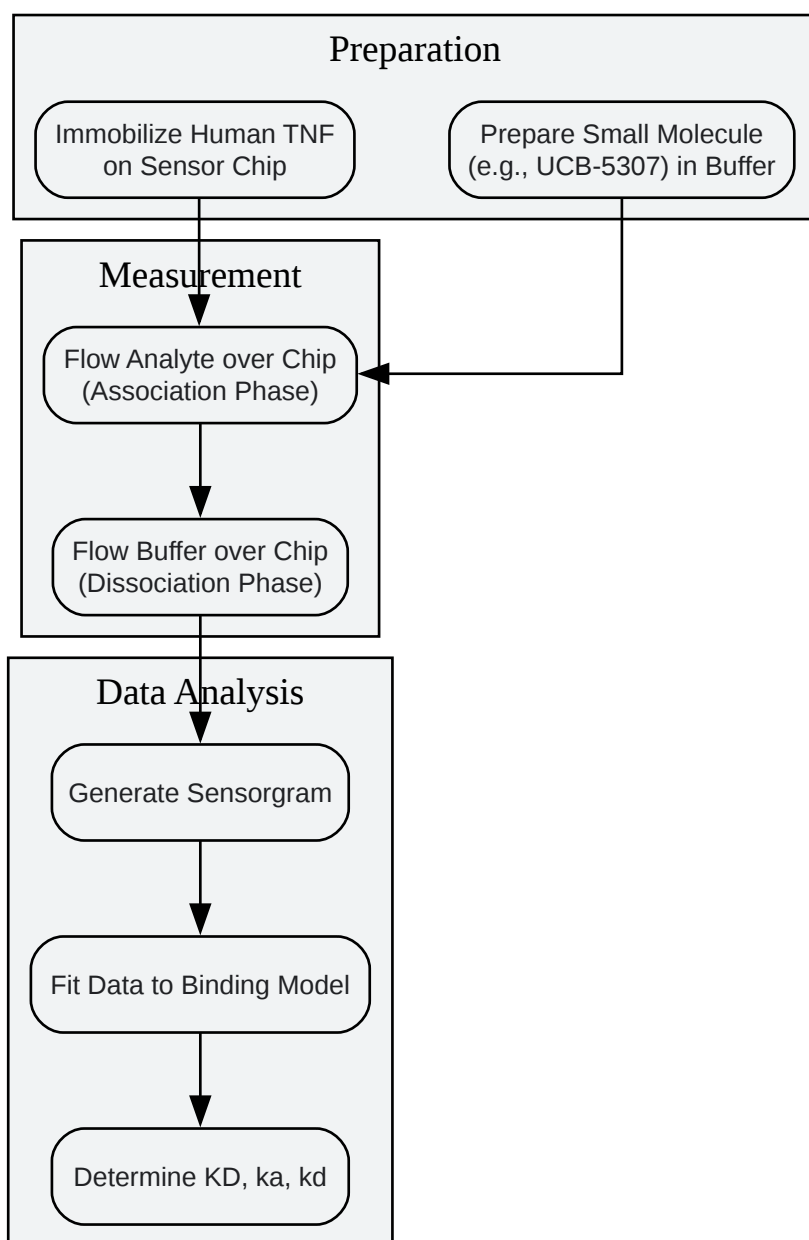 Preparation
Immobilize Human TNF
on Sensor Chip
Prepare Small Molecule
(e.g., UCB-5307) in Buffer
Measurement
Flow Analyte over Chip
(Association Phase)
Flow Buffer over Chip
(Dissociation Phase)
Data Analysis
Generate Sensorgram
Fit Data to Binding Model
Determine KD, ka, kd